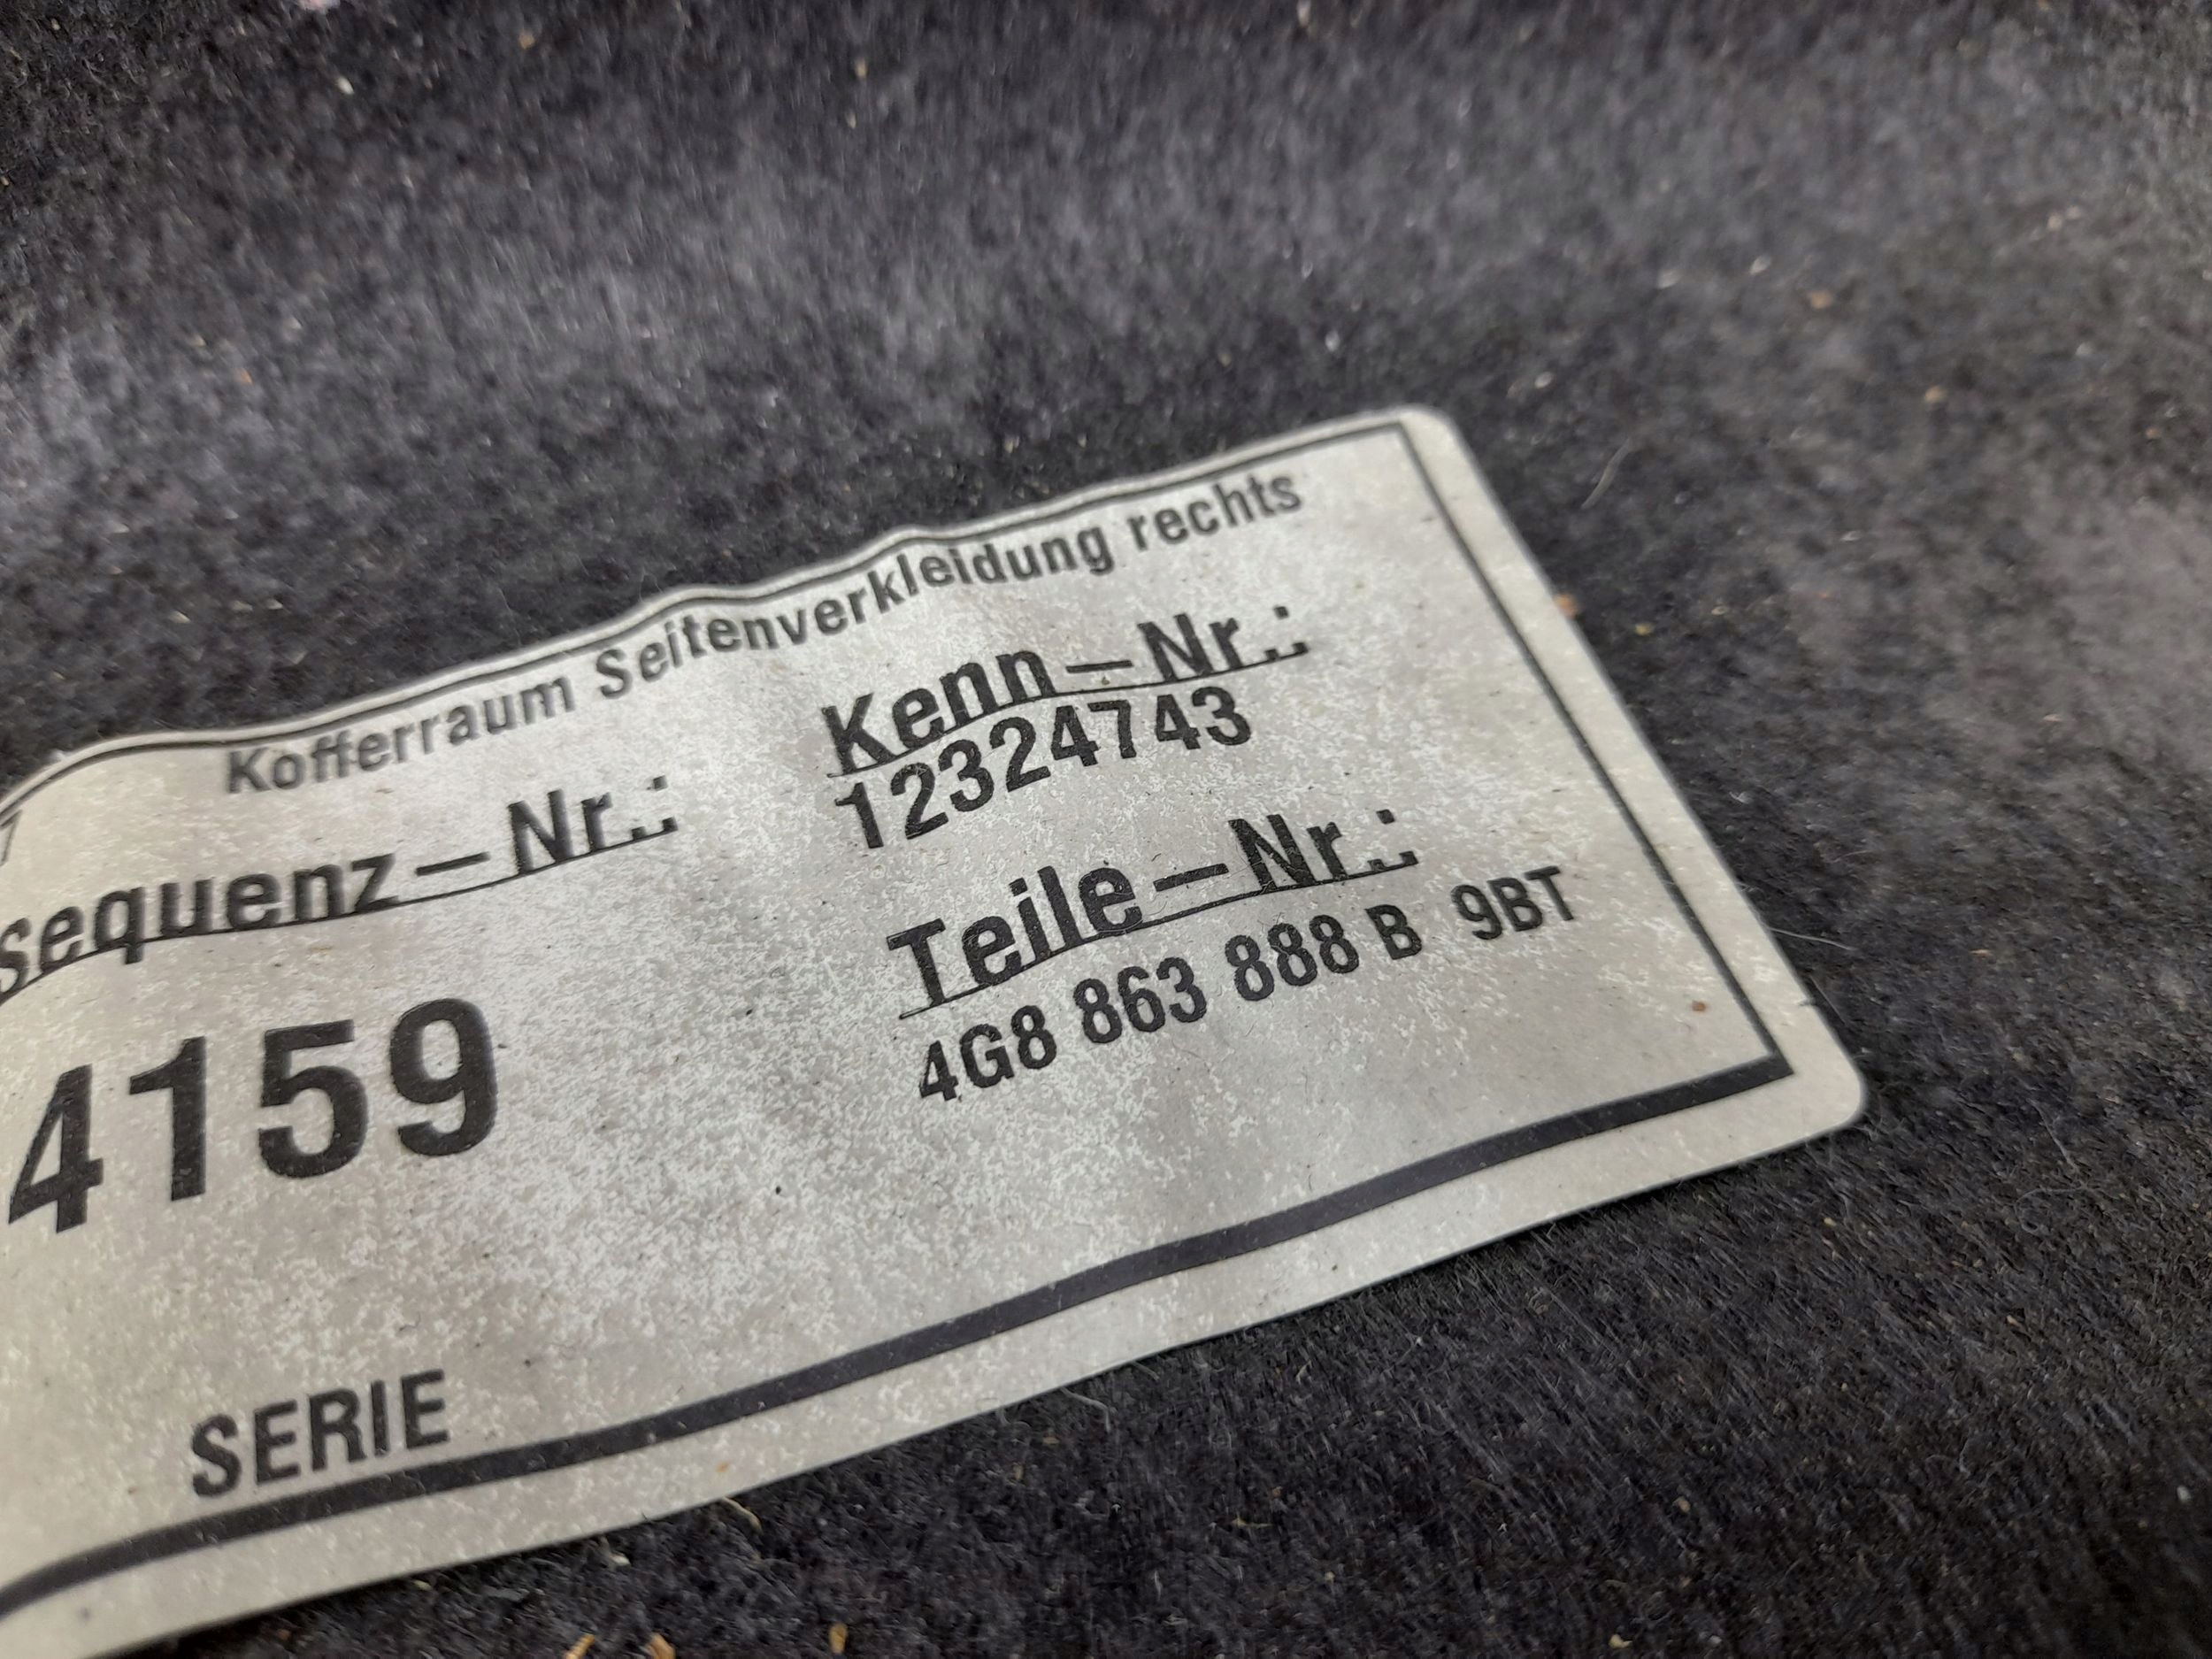 Kofferraum Seitenverkleidung rechts
Sequenz-Nr.:
4159
Kenn-Nr.:
12324743
Teile-Nr.:
4G8 863 888 B 9BT
SERIE